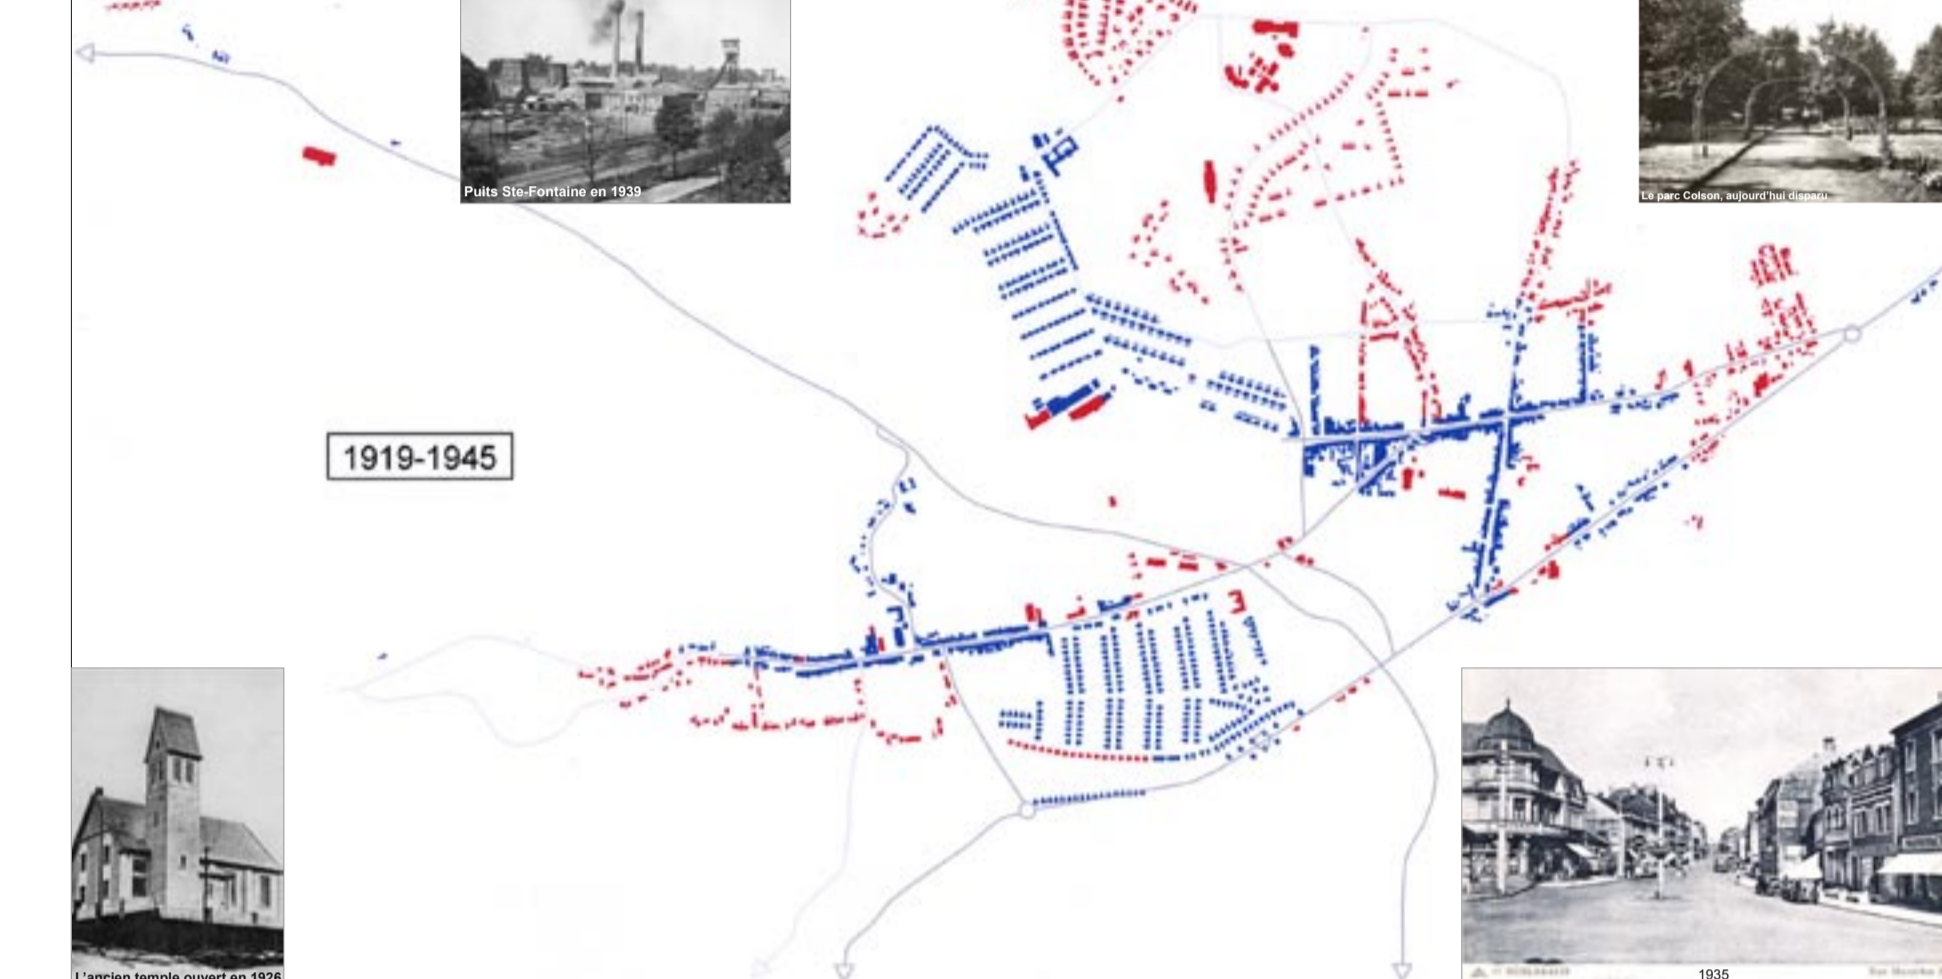 Puits Ste-Fontaine en 1939
Le parc Colson, aujourd'hui disparu
1919-1945
L'ancien temple ouvert en 1926
1935